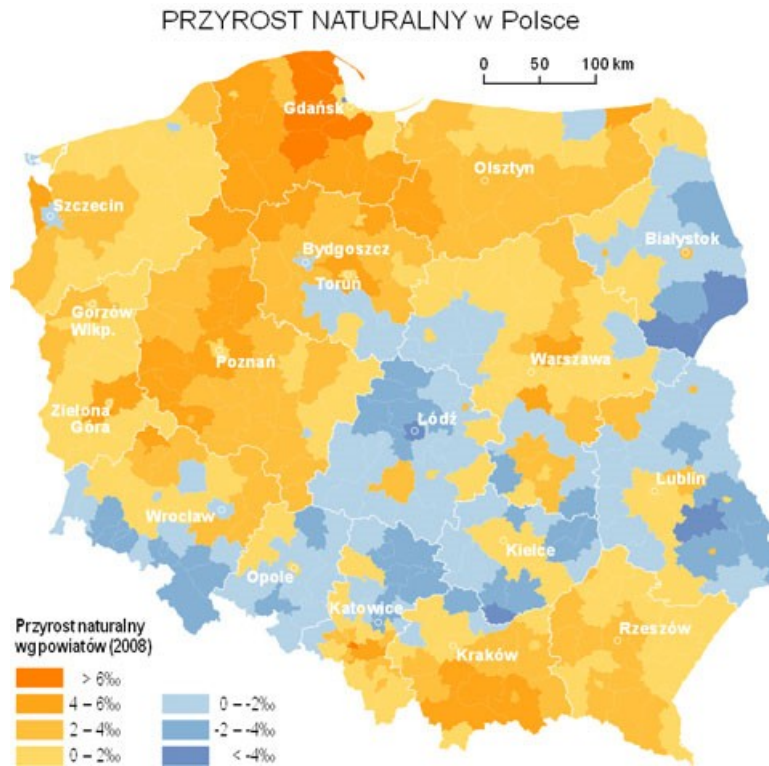 PRZYROST NATURALNY w Polsce
0 50 100 km
Gdańsk
Olsztyn
Szczecin
Białystok
Bydgoszcz
Toruń
Gorzów
Wlkp.
Poznań
Warszawa
Zielona
Góra
Łódź
Lublin
Wrocław
Kielce
Opole
Katowice
Kraków
Rzeszów
Przyrost naturalny
wg powiatów (2008)
> 6‰
4 – 6‰
2 – 4‰
0 – 2‰
0 – -2‰
-2 – -4‰
< -4‰